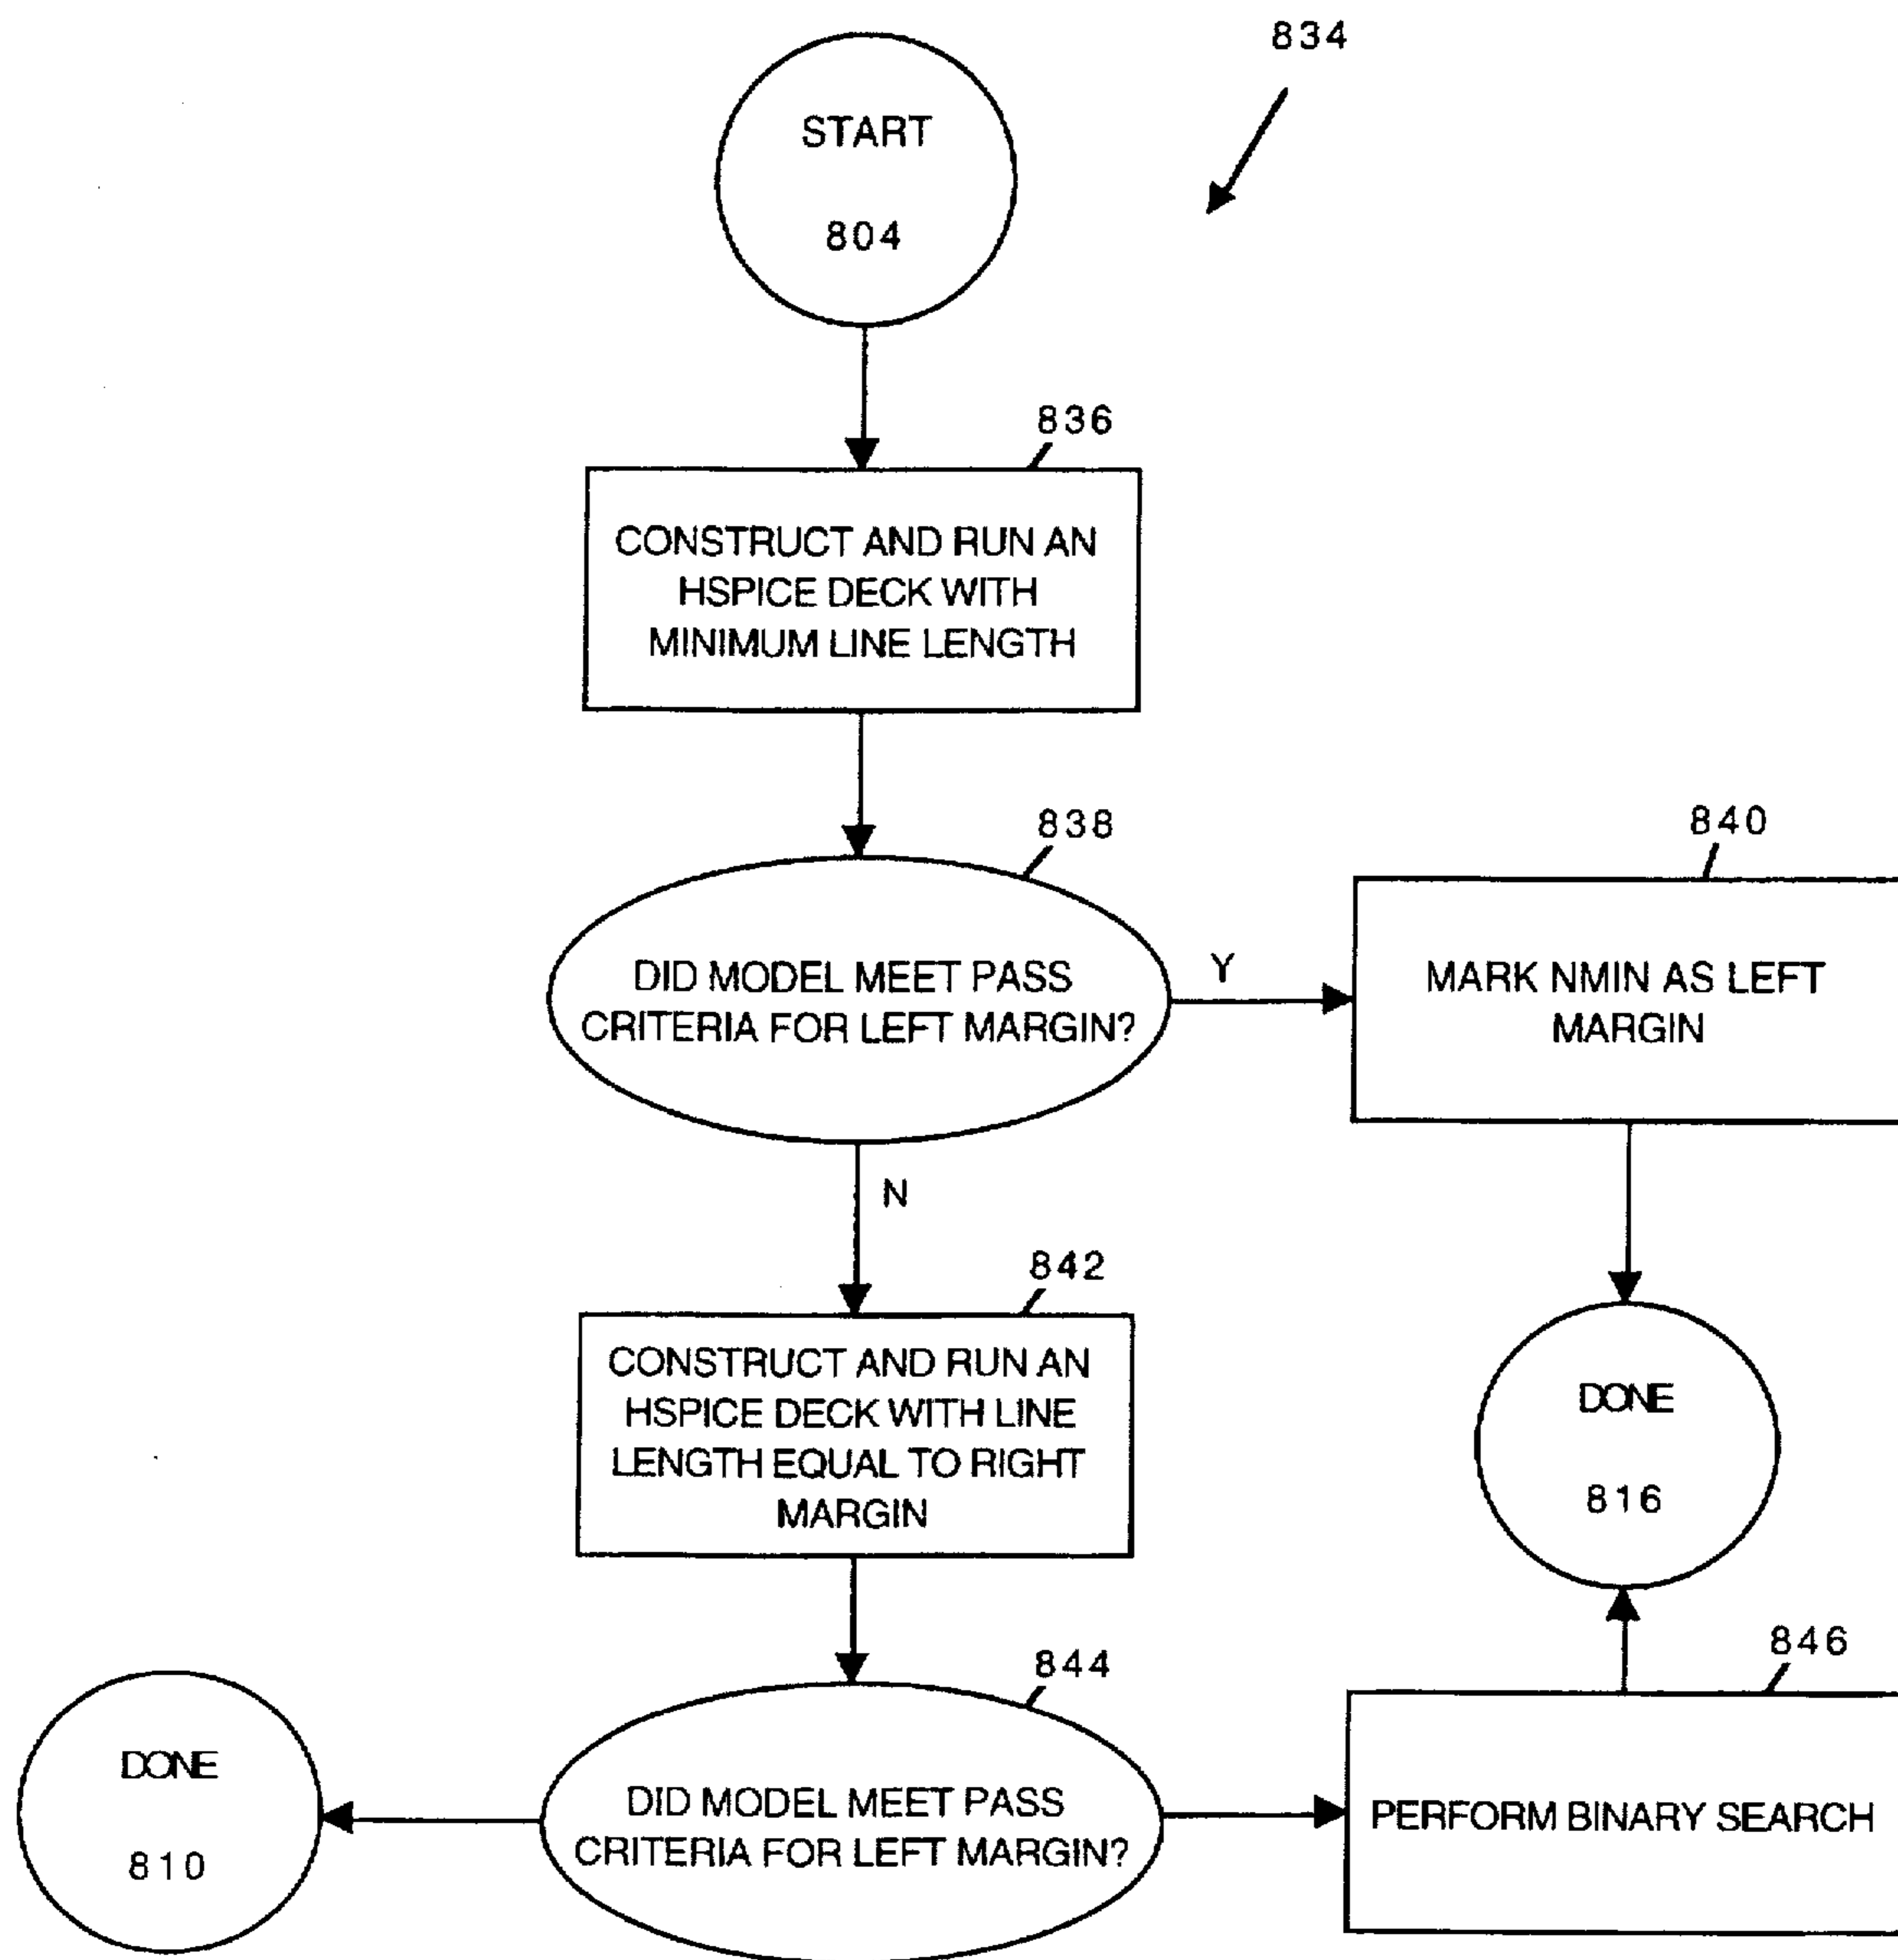 834
START
804
836
CONSTRUCT AND RUN AN
HSPICE DECK WITH
MINIMUM LINE LENGTH
838
DID MODEL MEET PASS
CRITERIA FOR LEFT MARGIN?
Y
840
MARK NMIN AS LEFT
MARGIN
N
842
CONSTRUCT AND RUN AN
HSPICE DECK WITH LINE
LENGTH EQUAL TO RIGHT
MARGIN
DONE
816
844
DID MODEL MEET PASS
CRITERIA FOR LEFT MARGIN?
846
PERFORM BINARY SEARCH
DONE
810